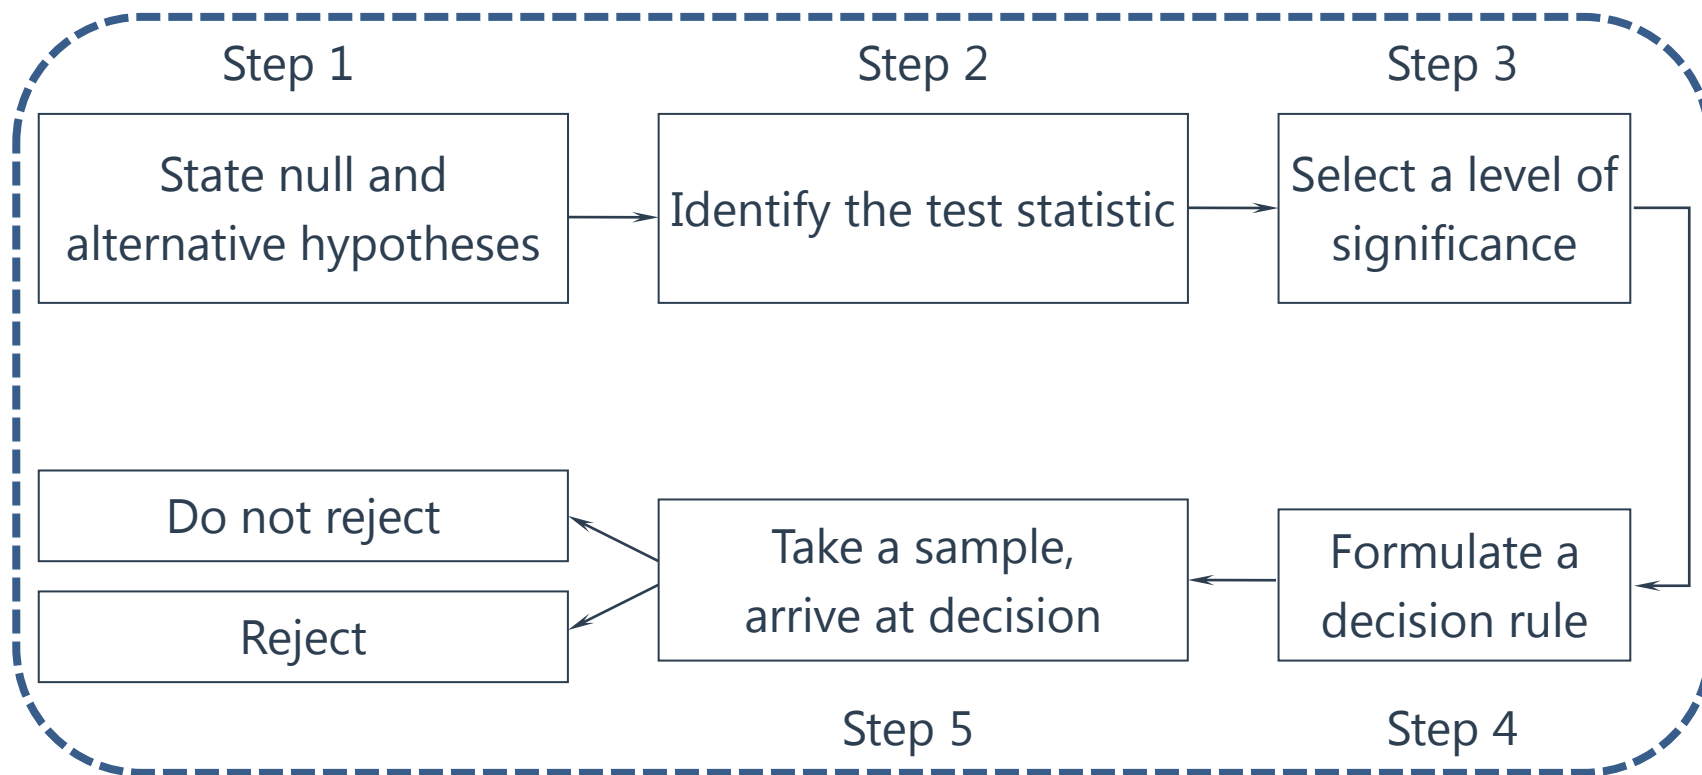 Step 1
Step 2
Step 3
State null and
alternative hypotheses
Identify the test statistic
Select a level of
significance
Do not reject
Reject
Take a sample,
arrive at decision
Formulate a
decision rule
Step 5
Step 4